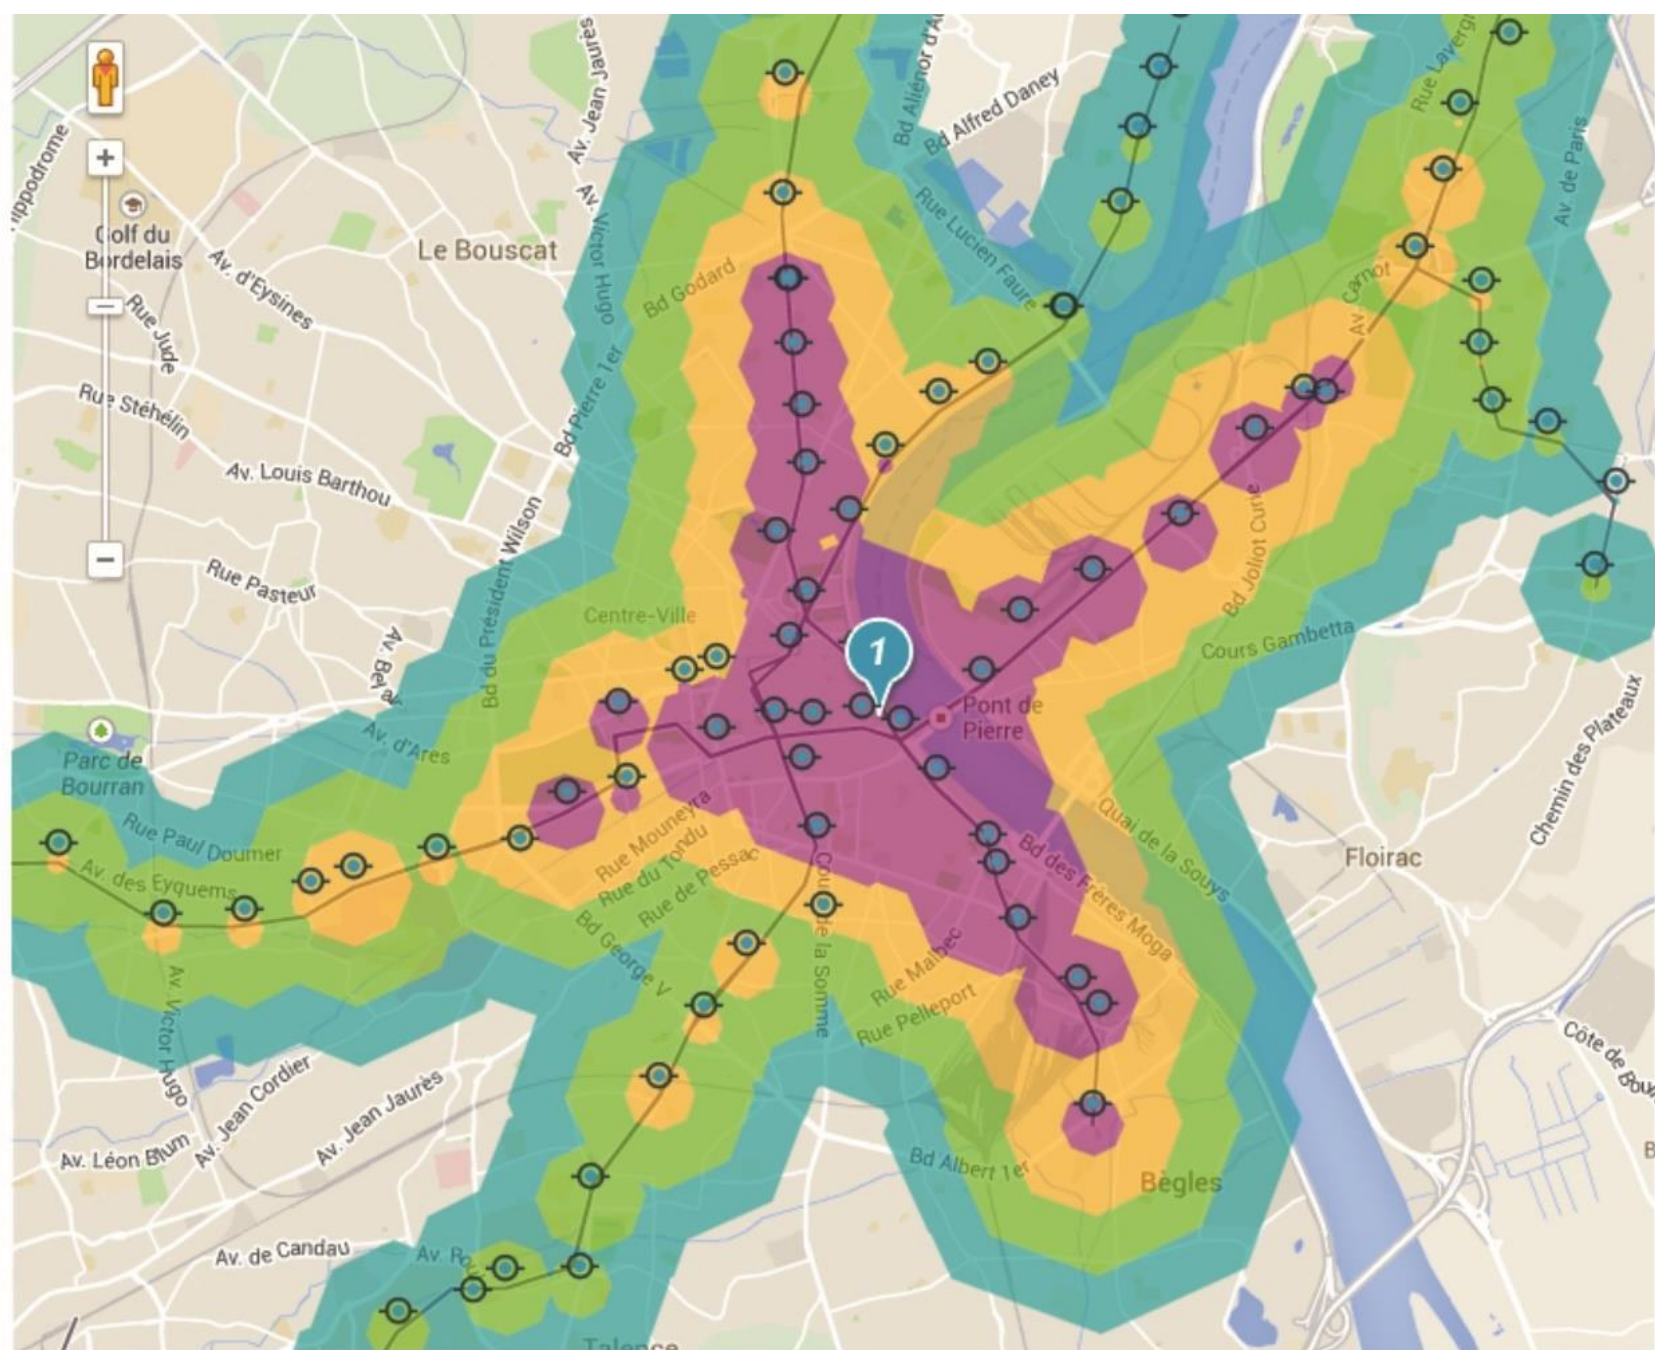 Av. Jean Jaurès
Bd Alfred Daney
Rue Lavergne
Av. de Paris
Golf du
Bordelais
Le Bouscat
Av. Victor Hugo
Rue Lucien Faure
Av. d'Eysines
Bd Godard
Av. Carnot
Rue Jude
Rue Stéhélin
Bd Pierre 1er
Av. Louis Barthou
Bd du Président Wilson
Rue Pasteur
Centre-Ville
Bd Joliot Curie
Cours Gambetta
1
Av. d'Ares
Pont de
Pierre
Parc de
Bourran
Chemin des Plateaux
Rue Paul Doumer
Av. des Eyquems
Rue Mouneyra
Rue du Tondu
Rue de Pessac
Quai de la Souys
Bd des Frères Moga
Floirac
Bd George V
de la Somme
Rue Malbec
Rue Pelleport
Av. Victor Hugo
Av. Jean Cordier
Av. Jean Jaurès
Av. Léon Blum
Côte de
Bd Albert 1er
Bègles
Av. de Candau
Talence